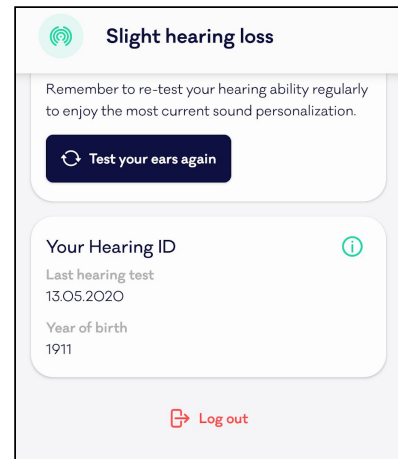 Slight hearing loss
Remember to re-test your hearing ability regularly
to enjoy the most current sound personalization.
Test your ears again
Your Hearing ID
Last hearing test
13.05.2020
Year of birth
1911
Log out